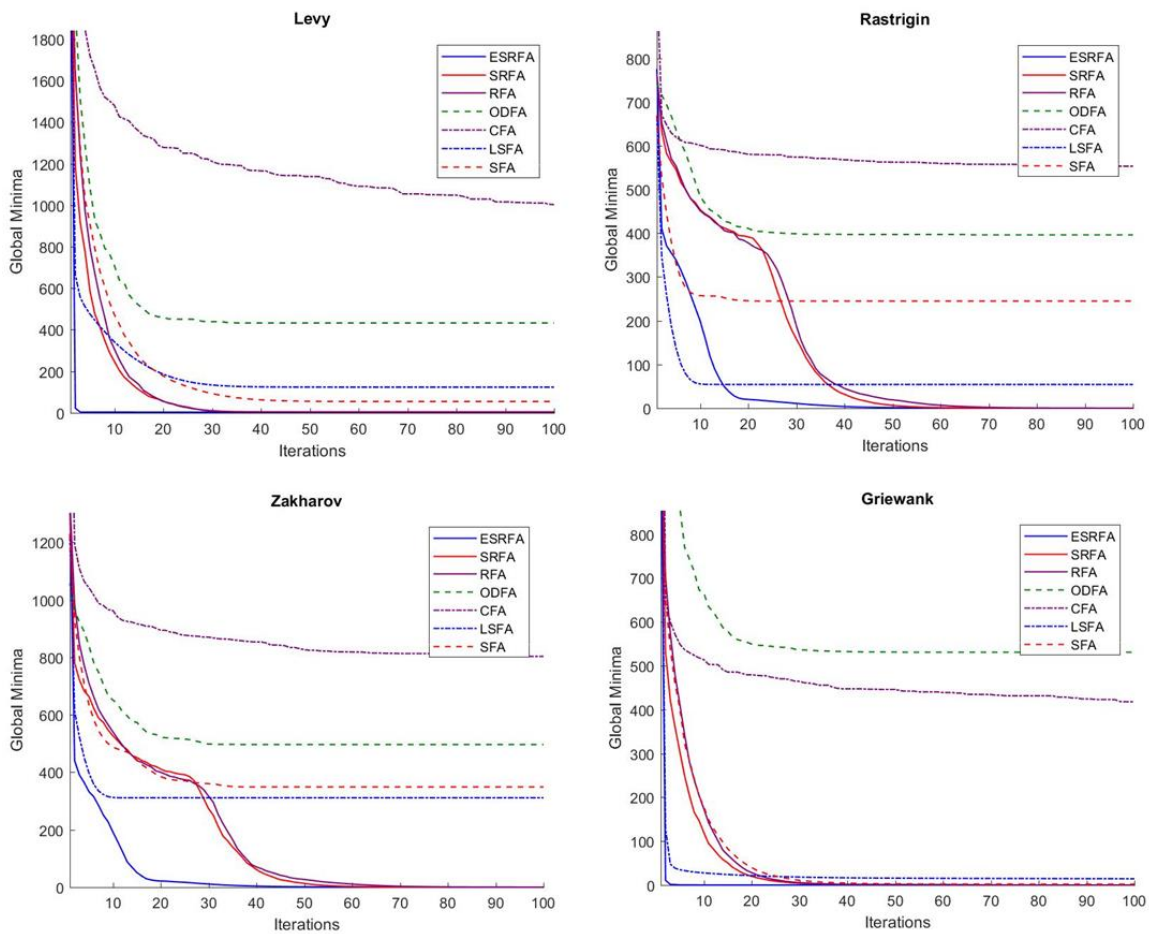 Levy
Global Minima
1800
1600
1400
1200
1000
800
600
400
200
0
ESRFA
SRFA
RFA
ODFA
CFA
LSFA
SFA
10 20 30 40 50 60 70 80 90 100
Iterations
Rastrigin
Global Minima
800
700
600
500
400
300
200
100
0
ESRFA
SRFA
RFA
ODFA
CFA
LSFA
SFA
10 20 30 40 50 60 70 80 90 100
Iterations
Zakharov
Global Minima
1200
1000
800
600
400
200
0
ESRFA
SRFA
RFA
ODFA
CFA
LSFA
SFA
10 20 30 40 50 60 70 80 90 100
Iterations
Griewank
Global Minima
800
700
600
500
400
300
200
100
0
ESRFA
SRFA
RFA
ODFA
CFA
LSFA
SFA
10 20 30 40 50 60 70 80 90 100
Iterations